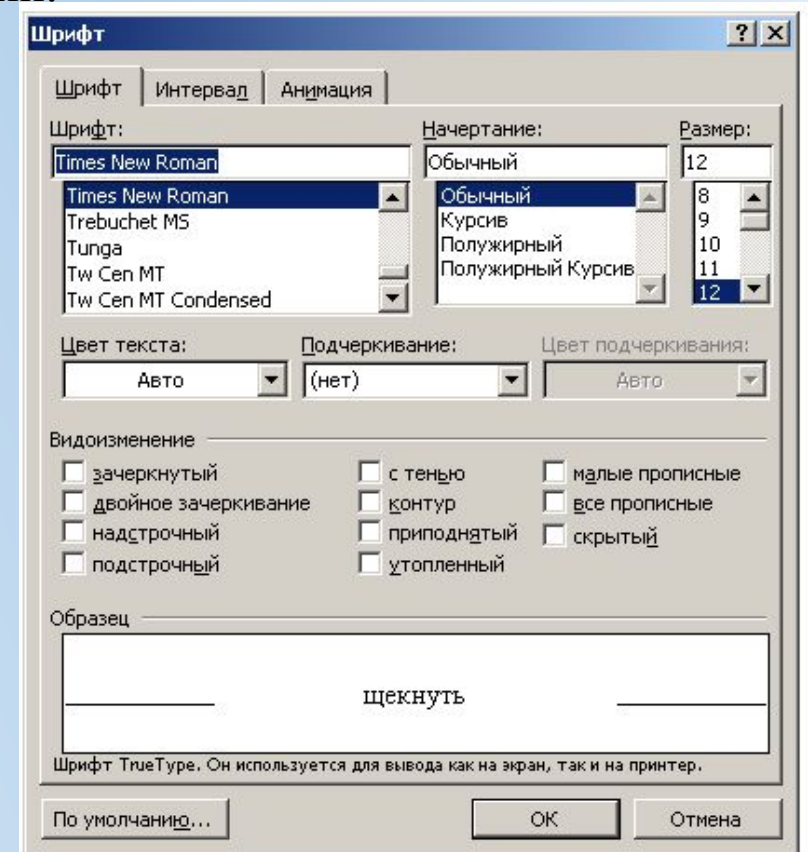 Шрифт
Шрифт Интервал Анимация
Шрифт: Начертание: Размер:
Times New Roman Обычный 12
Times New Roman Обычный 8
Trebuchet MS Курсив 9
Tunga Полужирный 10
Tw Cen MT Полужирный Курсив 11
Tw Cen MT Condensed 12
Цвет текста: Подчеркивание: Цвет подчеркивания:
Авто (нет) Авто
Видоизменение
зачеркнутый с тенью малые прописные
двойное зачеркивание контур все прописные
надстрочный приподнятый скрытый
подстрочный утопленный
Образец
щекнуть
Шрифт TrueType. Он используется для вывода как на экран, так и на принтер.
По умолчанию... ОК Отмена